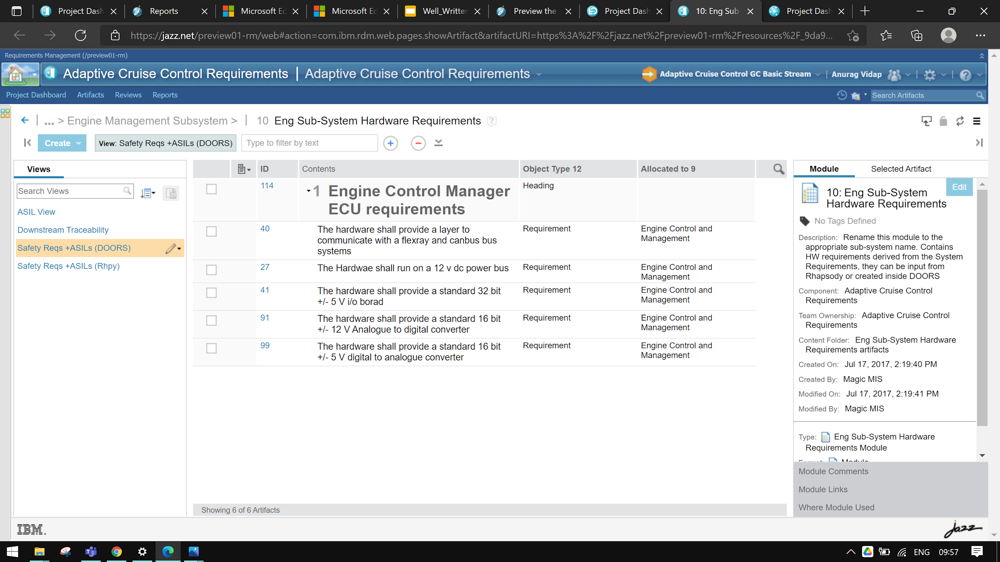 Project Dash
Reports
Microsoft Ed
Microsoft Ed
Well_Writter
Preview the
Project Dash
10: Eng Sub-
Project Dash
https://jazz.net/preview01-rm/web#action=com.ibm.rdm.web.pages.showArtifact&artifactURI=https%3A%2F%2Fjazz.net%2Fpreview01-rm%2Fresources%2F_9da9...
Requirements Management (/preview01-rm)
Adaptive Cruise Control Requirements | Adaptive Cruise Control Requirements
Adaptive Cruise Control GC Basic Stream
Anurag Vidap
Project Dashboard
Artifacts
Reviews
Reports
Search Artifacts
... > Engine Management Subsystem > | 10 Eng Sub-System Hardware Requirements
Create
View: Safety Reqs +ASILs (DOORS)
Type to filter by text
Views
Search Views
ASIL View
Downstream Traceability
Safety Reqs +ASILs (DOORS)
Safety Reqs +ASILs (Rhpy)
ID
Contents
Object Type 12
Allocated to 9
114
1 Engine Control Manager
ECU requirements
Heading
40
The hardware shall provide a layer to
communicate with a flexray and canbus bus
systems
Requirement
Engine Control and
Management
27
The Hardwae shall run on a 12 v dc power bus
Requirement
Engine Control and
Management
41
The hardware shall provide a standard 32 bit
+/- 5 V i/o borad
Requirement
Engine Control and
Management
91
The hardware shall provide a standard 16 bit
+/- 12 V Analogue to digital converter
Requirement
Engine Control and
Management
99
The hardware shall provide a standard 16 bit
+/- 5 V digital to analogue converter
Requirement
Engine Control and
Management
Showing 6 of 6 Artifacts
Module
Selected Artifact
Edit
10: Eng Sub-System
Hardware Requirements
No Tags Defined
Description: Rename this module to the
appropriate sub-system name. Contains
HW requirements derived from the System
Requirements, they can be input from
Rhapsody or created inside DOORS
Component: Adaptive Cruise Control
Requirements
Team Ownership: Adaptive Cruise Control
Requirements
Content Folder: Eng Sub-System Hardware
Requirements artifacts
Created On: Jul 17, 2017, 2:19:40 PM
Created By: Magic MIS
Modified On: Jul 17, 2017, 2:19:41 PM
Modified By: Magic MIS
Type: Eng Sub-System Hardware
Requirements Module
Format: Module
Module Comments
Module Links
Where Module Used
IBM.
Jazz
ENG
09:57